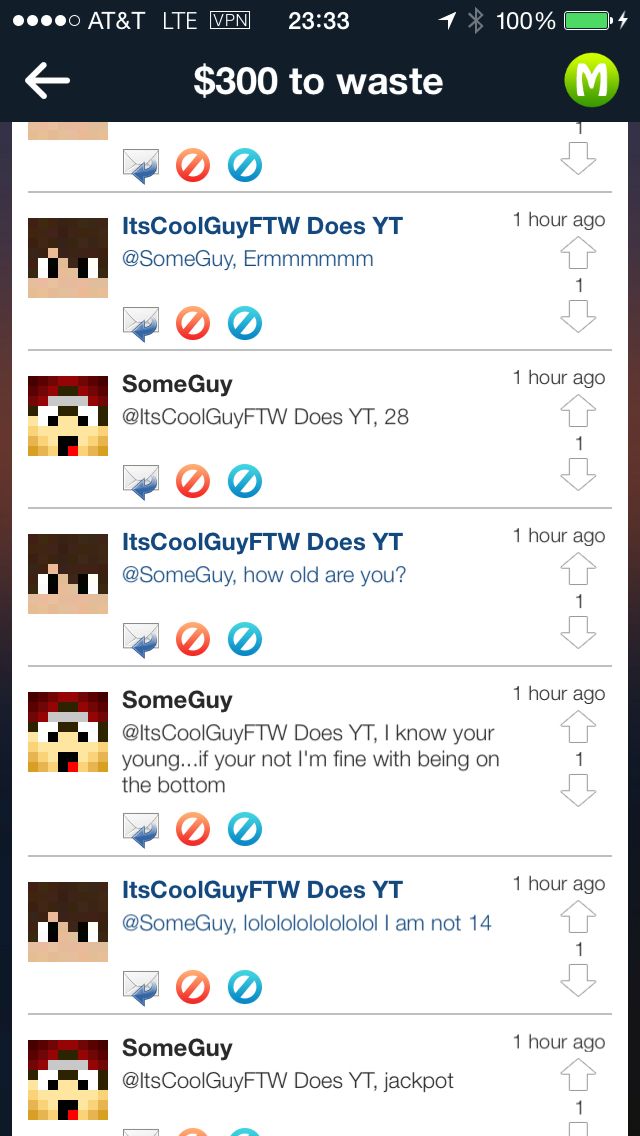 AT&T LTE VPN 23:33 100%
$300 to waste
M
1
ItsCoolGuyFTW Does YT
1 hour ago
@SomeGuy, Ermmmmmm
1
SomeGuy
1 hour ago
@ItsCoolGuyFTW Does YT, 28
1
ItsCoolGuyFTW Does YT
1 hour ago
@SomeGuy, how old are you?
1
SomeGuy
1 hour ago
@ItsCoolGuyFTW Does YT, I know your
young...if your not I'm fine with being on
the bottom
1
ItsCoolGuyFTW Does YT
1 hour ago
@SomeGuy, lolololololololol I am not 14
1
SomeGuy
1 hour ago
@ItsCoolGuyFTW Does YT, jackpot
1